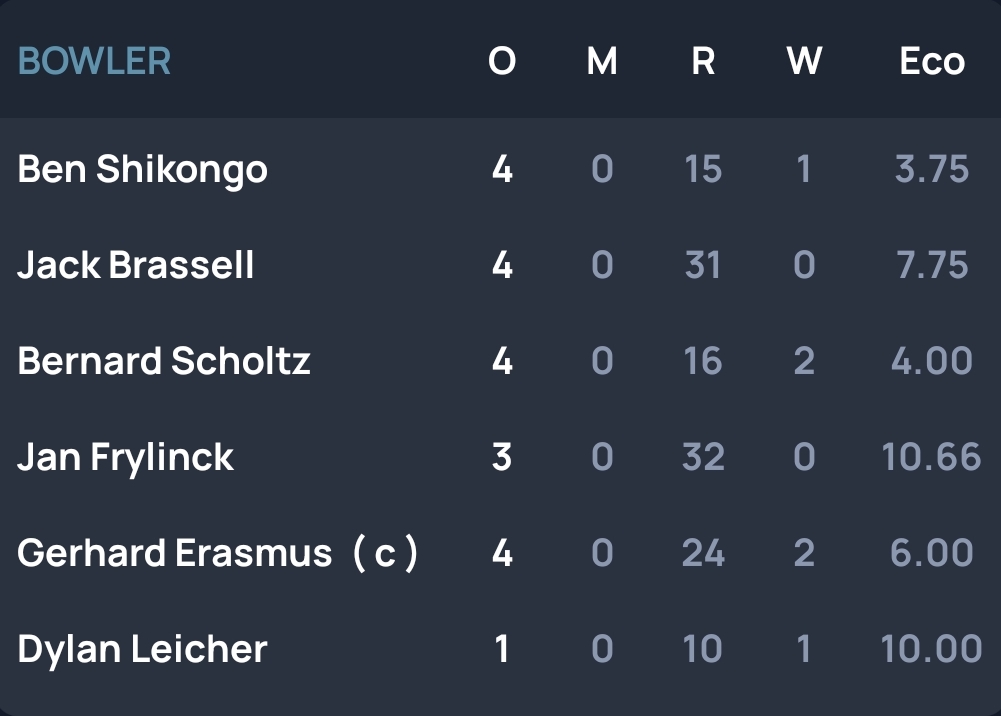 BOWLER O M R W Eco
Ben Shikongo 4 0 15 1 3.75
Jack Brassell 4 0 31 0 7.75
Bernard Scholtz 4 0 16 2 4.00
Jan Frylinck 3 0 32 0 10.66
Gerhard Erasmus ( c ) 4 0 24 2 6.00
Dylan Leicher 1 0 10 1 10.00